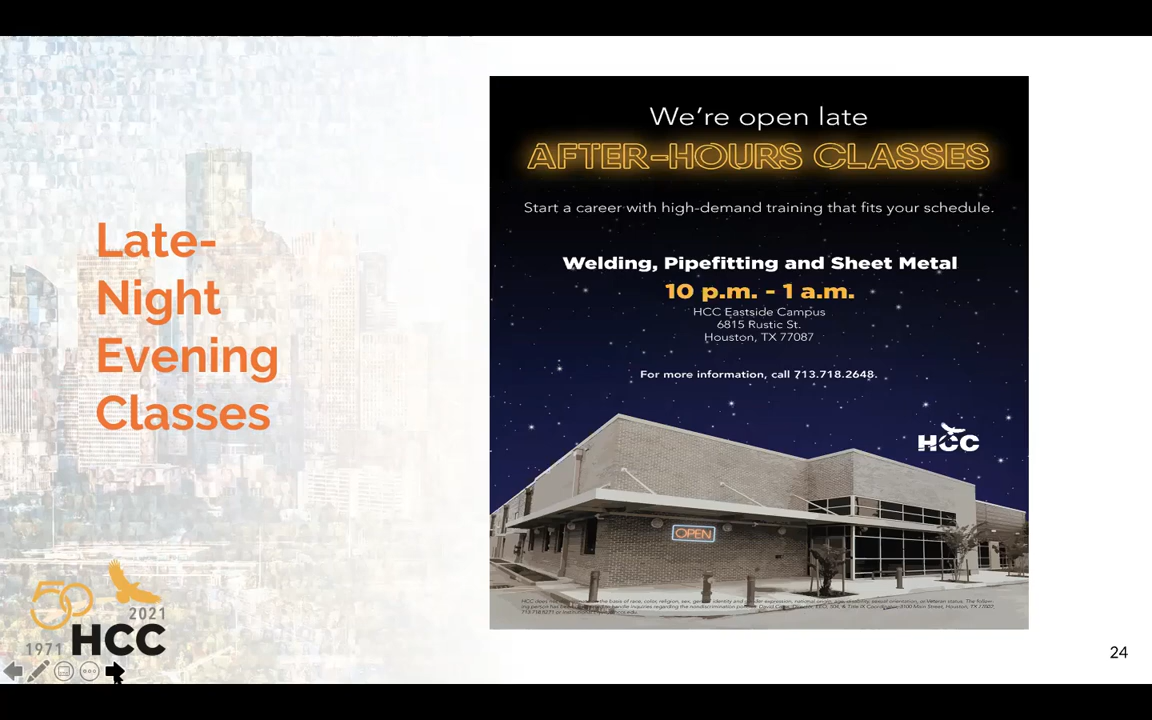 Late-
Night
Evening
Classes
We're open late
AFTER-HOURS CLASSES
Start a career with high-demand training that fits your schedule.
Welding, Pipefitting and Sheet Metal
10 p.m. - 1 a.m.
HCC Eastside Campus
6815 Rustic St.
Houston, TX 77087
For more information, call 713.718.2648.
HCC
OPEN
50
2021
1971 HCC
24